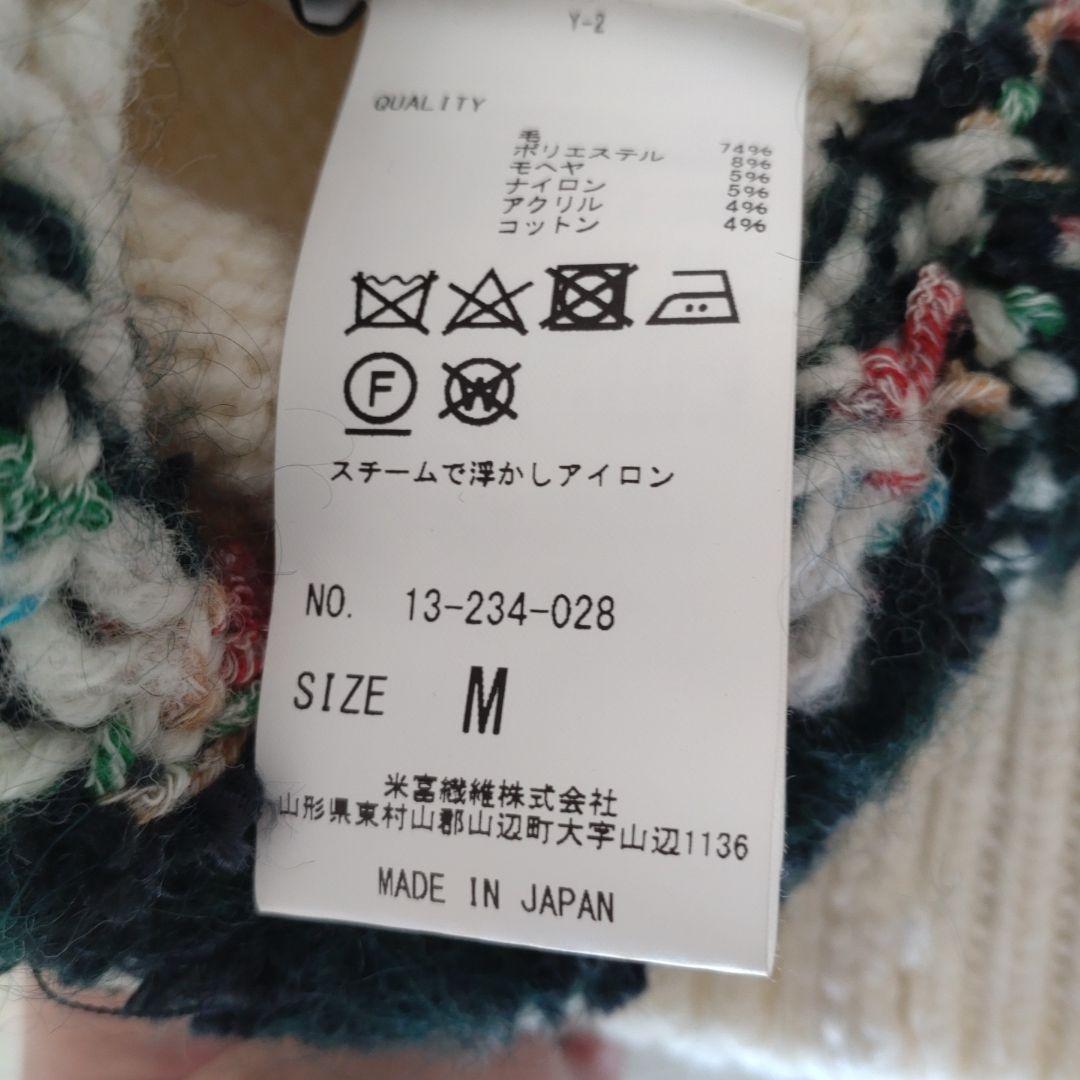 Y-2
QUALITY
毛 74%
ポリエステル 8%
モヘヤ 5%
ナイロン 5%
アクリル 4%
コットン 4%
F W
スチームで浮かしアイロン
NO. 13-234-028
SIZE M
米富繊維株式会社
山形県東村山郡山辺町大字山辺1136
MADE IN JAPAN